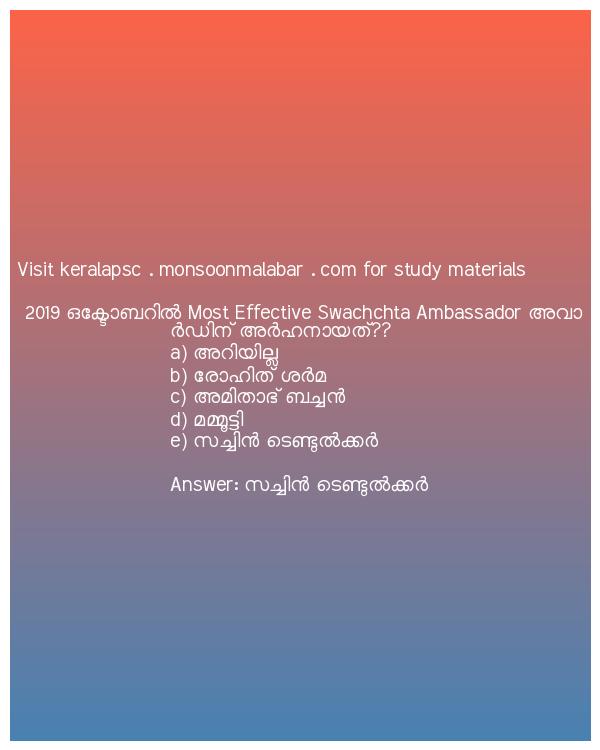 Visit keralapsc . monsoonmalabar . com for study materials
2019 ഒക്ടോബറിൽ Most Effective Swachchta Ambassador അവാ
ർഡിന് അർഹനായത്??
a) അറിയില്ല
b) രോഹിത് ശർമ
c) അമിതാഭ് ബച്ചൻ
d) മമ്മൂട്ടി
e) സച്ചിൻ ടെണ്ടുൽക്കർ
Answer: സച്ചിൻ ടെണ്ടുൽക്കർ